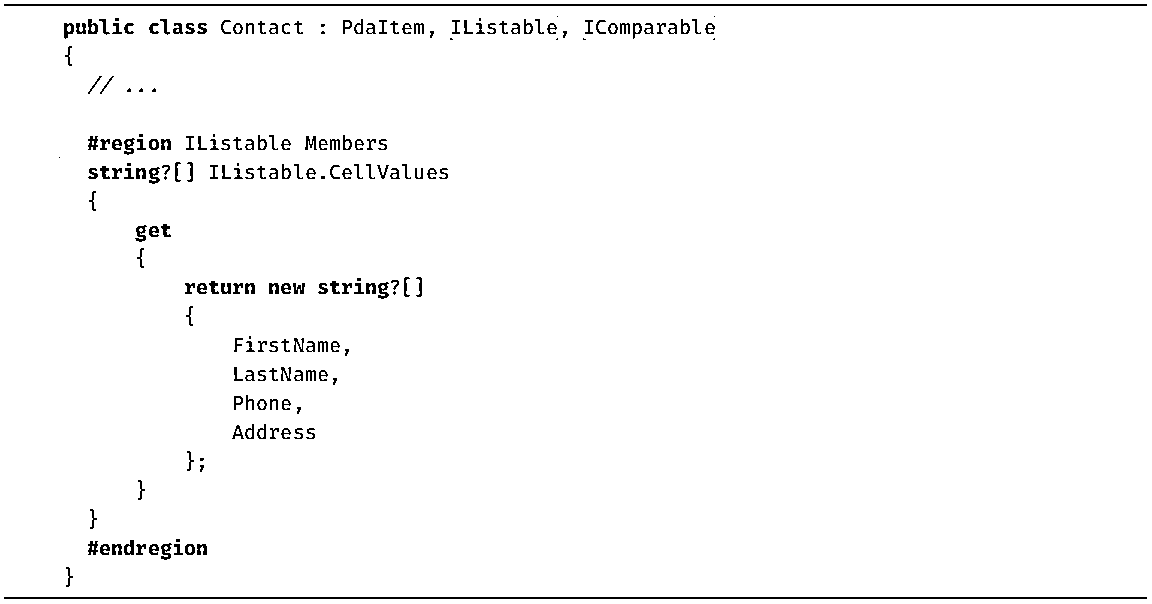 public class Contact : PdaItem, IListable, IComparable
{
  // ...

  #region IListable Members
  string?[] IListable.CellValues
  {
      get
      {
          return new string?[]
          {
              FirstName,
              LastName,
              Phone,
              Address
          };
      }
  }
  #endregion
}